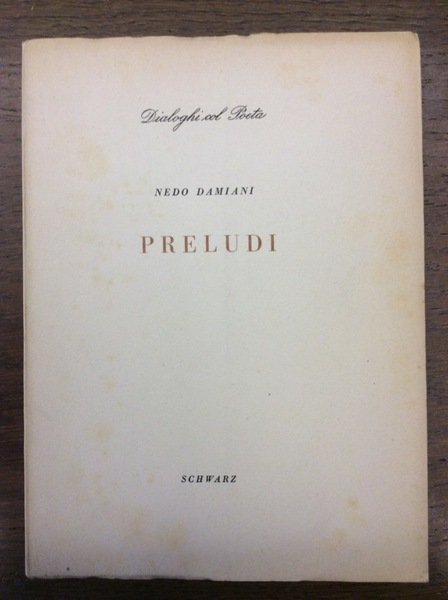 Dialoghi col Poeta
NEDO DAMIANI
PRELUDI
SCHWARZ